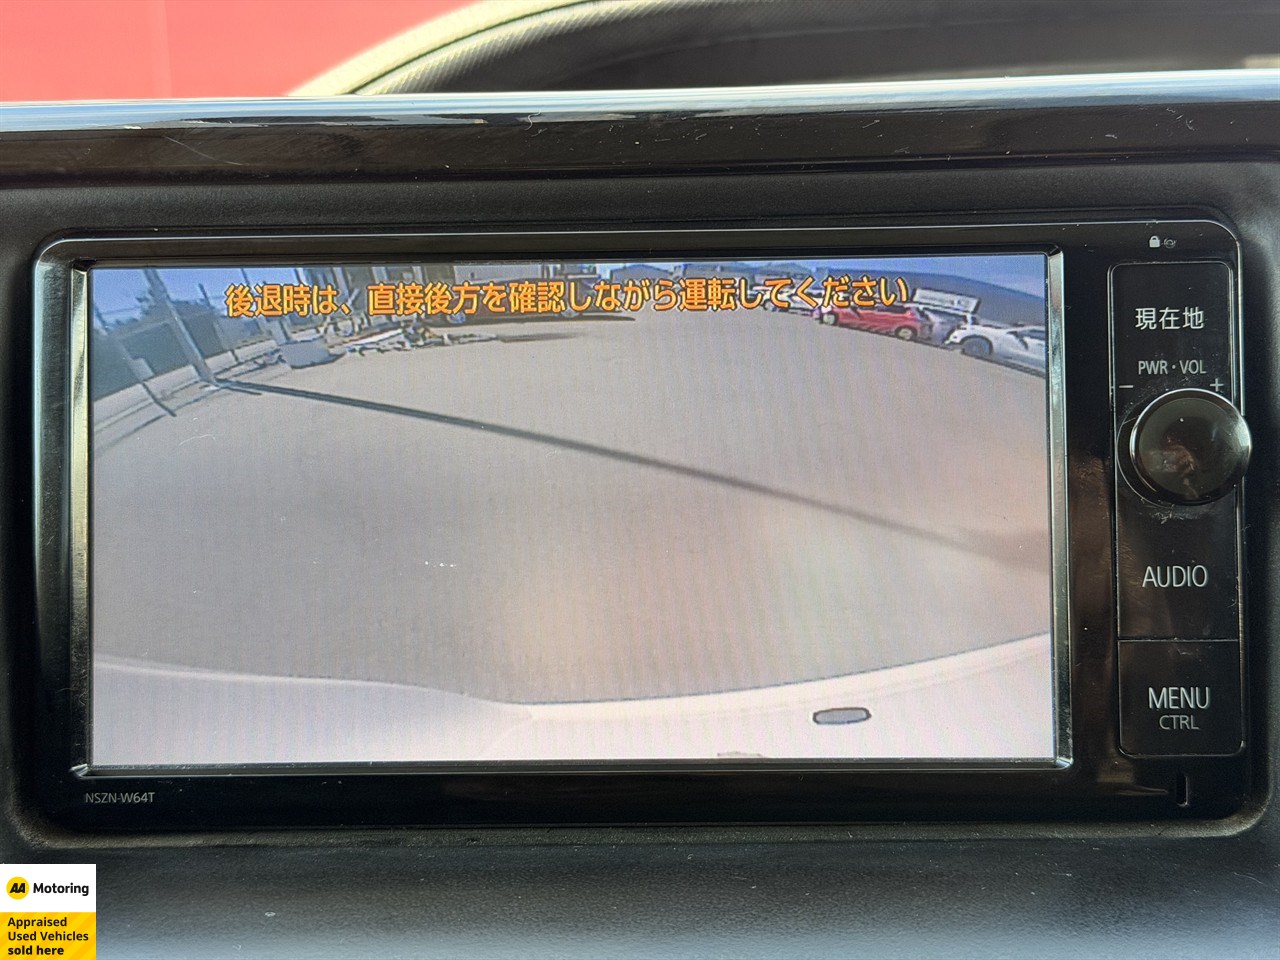 後退時は、直接後方を確認しながら運転してください
現在地
PWR・VOL
− +
AUDIO
MENU
CTRL
NSZN-W64T
AA Motoring
Appraised
Used Vehicles
sold here